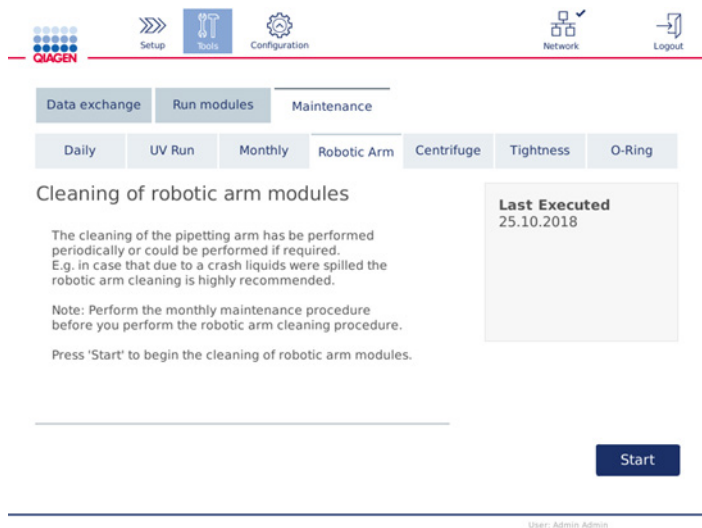 QIAGEN
Setup
Tools
Configuration
Network
Logout
Data exchange
Run modules
Maintenance
Daily
UV Run
Monthly
Robotic Arm
Centrifuge
Tightness
O-Ring
Cleaning of robotic arm modules
The cleaning of the pipetting arm has be performed
periodically or could be performed if required.
E.g. in case that due to a crash liquids were spilled the
robotic arm cleaning is highly recommended.
Note: Perform the monthly maintenance procedure
before you perform the robotic arm cleaning procedure.
Press 'Start' to begin the cleaning of robotic arm modules.
Last Executed
25.10.2018
Start
User: Admin Admin